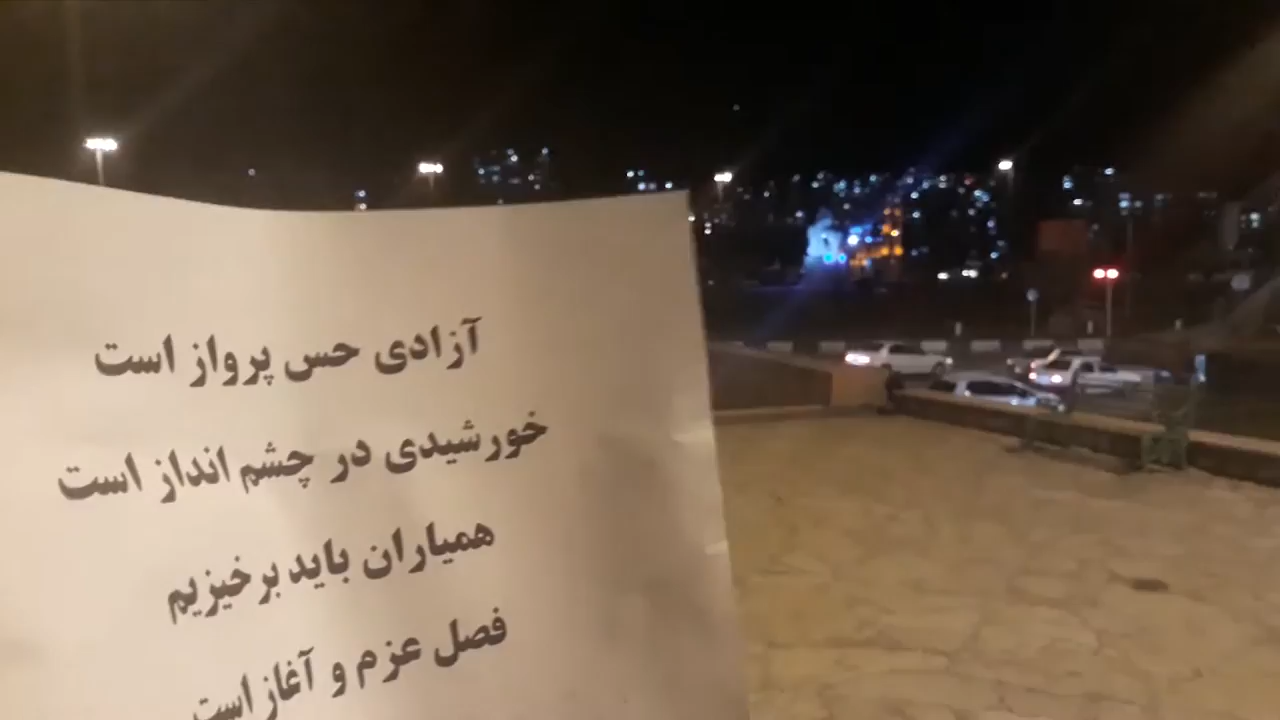 آزادی حس پرواز است
خورشیدی در چشم انداز است
همیاران باید برخیزیم
فصل عزم و آغاز است